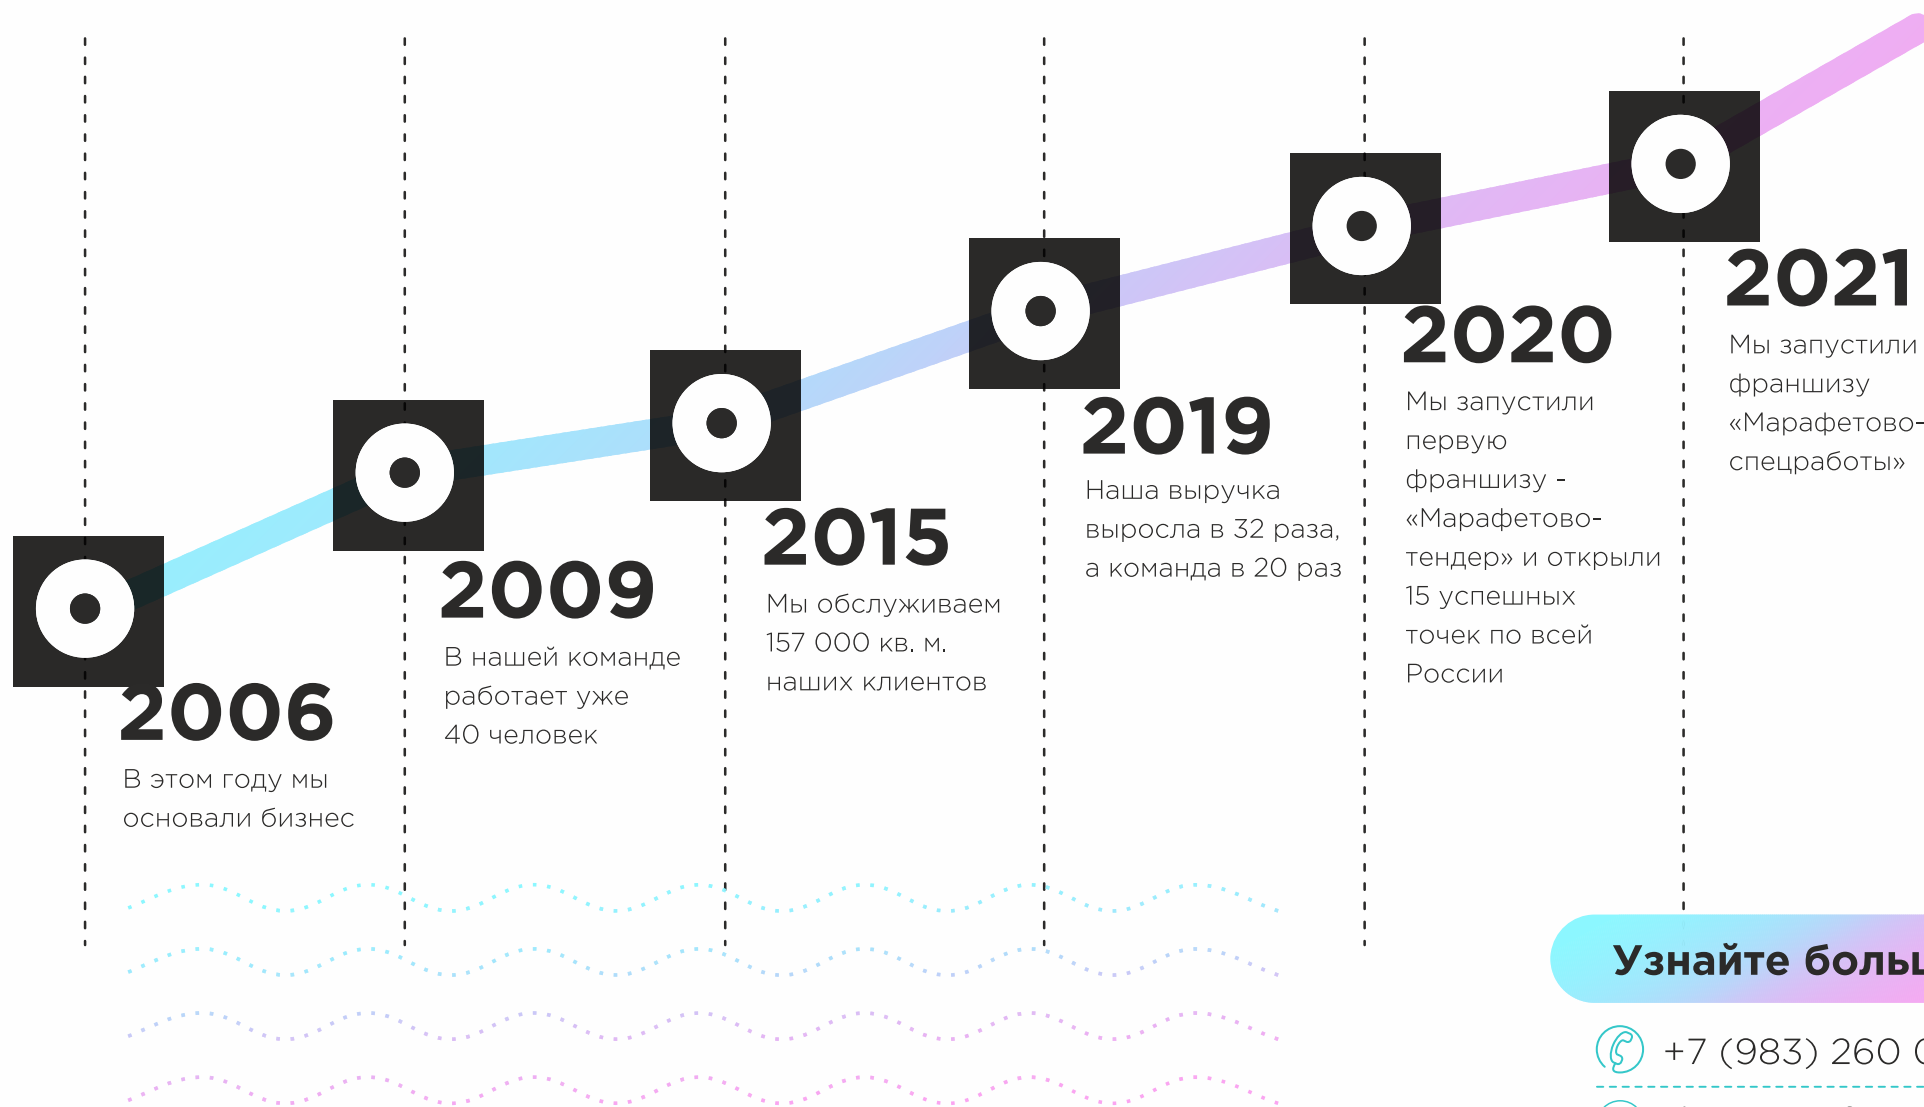 2006
В этом году мы
основали бизнес
2009
В нашей команде
работает уже
40 человек
2015
Мы обслуживаем
157 000 кв. м.
наших клиентов
2019
Наша выручка
выросла в 32 раза,
а команда в 20 раз
2020
Мы запустили
первую
франшизу -
«Марафетово-
тендер» и открыли
15 успешных
точек по всей
России
2021
Мы запустили
франшизу
«Марафетово-
спецработы»
Узнайте
+7 (983) 260